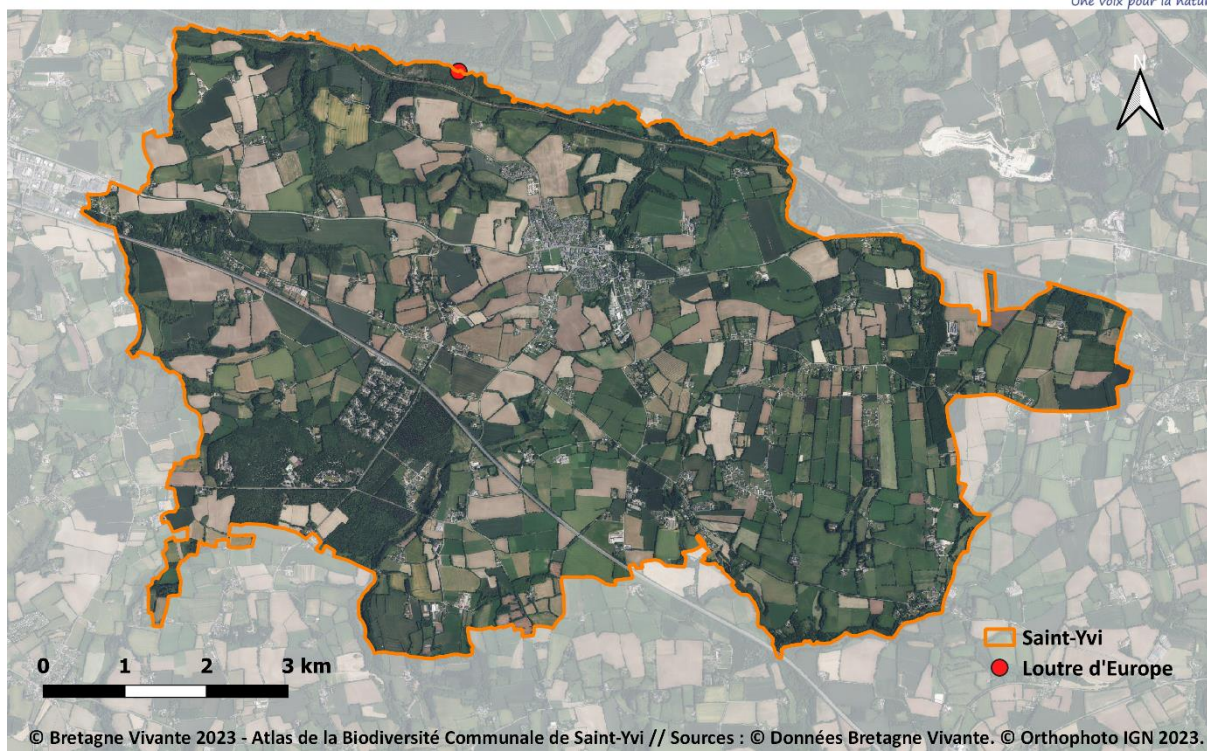 Une voix pour la natur
N
Saint-Yvi
Loutre d'Europe
0 1 2 3 km
© Bretagne Vivante 2023 - Atlas de la Biodiversité Communale de Saint-Yvi // Sources : © Données Bretagne Vivante. © Orthophoto IGN 2023.